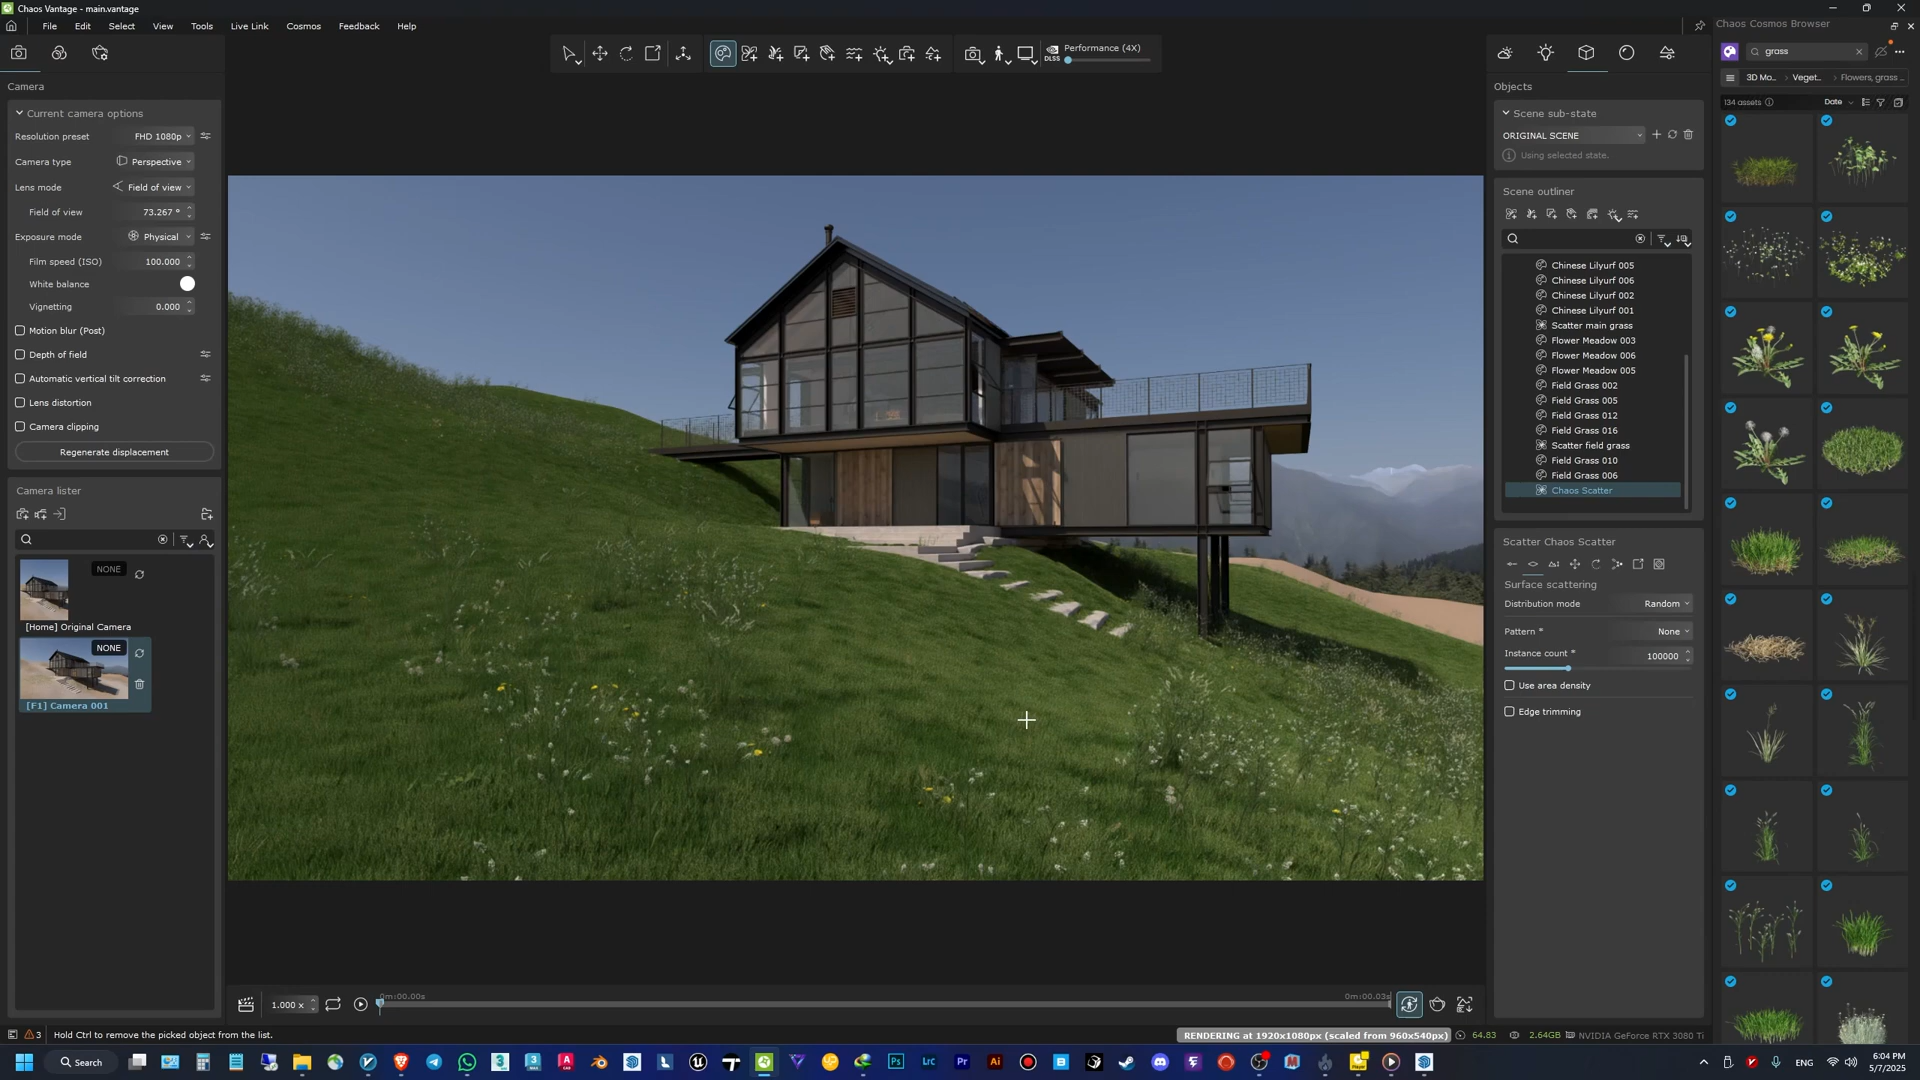 Chaos Vantage - main.vantage
File Edit Select View Tools Live Link Cosmos Feedback Help
Chaos Cosmos Browser
grass
DLSS
Performance (4X)
3D Mo... > Veget... > Flowers, grass ...
134 assets
Date
Camera
Current camera options
Resolution preset FHD 1080p
Camera type Perspective
Lens mode Field of view
Field of view 73.267 °
Exposure mode Physical
Film speed (ISO) 100.000
White balance
Vignetting 0.000
Motion blur (Post)
Depth of field
Automatic vertical tilt correction
Lens distortion
Camera clipping
Regenerate displacement
Camera lister
NONE
[Home] Original Camera
NONE
[F1] Camera 001
Objects
Scene sub-state
ORIGINAL SCENE
Using selected state.
Scene outliner
Chinese Lilyurf 005
Chinese Lilyurf 006
Chinese Lilyurf 002
Chinese Lilyurf 001
Scatter main grass
Flower Meadow 003
Flower Meadow 006
Flower Meadow 005
Field Grass 002
Field Grass 005
Field Grass 012
Field Grass 016
Scatter field grass
Field Grass 010
Field Grass 006
Chaos Scatter
Scatter Chaos Scatter
Surface scattering
Distribution mode Random
Pattern * None
Instance count * 100000
Use area density
Edge trimming
1.000 x
0m:00.00s
0m:00.03s
3
Hold Ctrl to remove the picked object from the list.
RENDERING at 1920x1080px (scaled from 960x540px)
64.83
2.64GB
NVIDIA GeForce RTX 3080 Ti
Search
Ps
Lrc
Pr
Ai
ENG
6:04 PM
5/7/2025